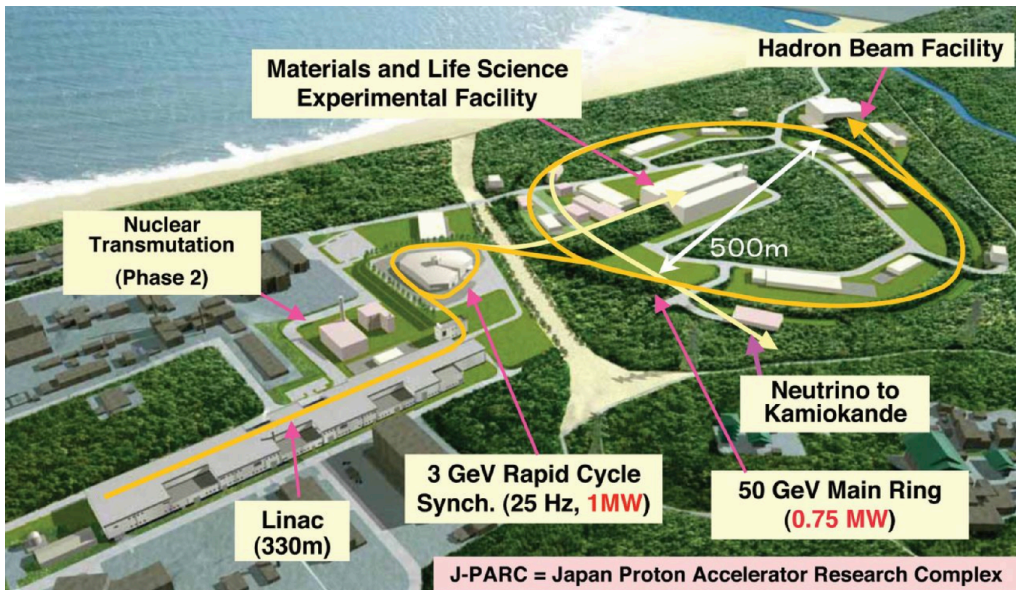 Hadron Beam Facility
Materials and Life Science
Experimental Facility
Nuclear
Transmutation
(Phase 2)
500m
Neutrino to
Kamiokande
3 GeV Rapid Cycle
Synch. (25 Hz, 1MW)
50 GeV Main Ring
(0.75 MW)
Linac
(330m)
J-PARC = Japan Proton Accelerator Research Complex